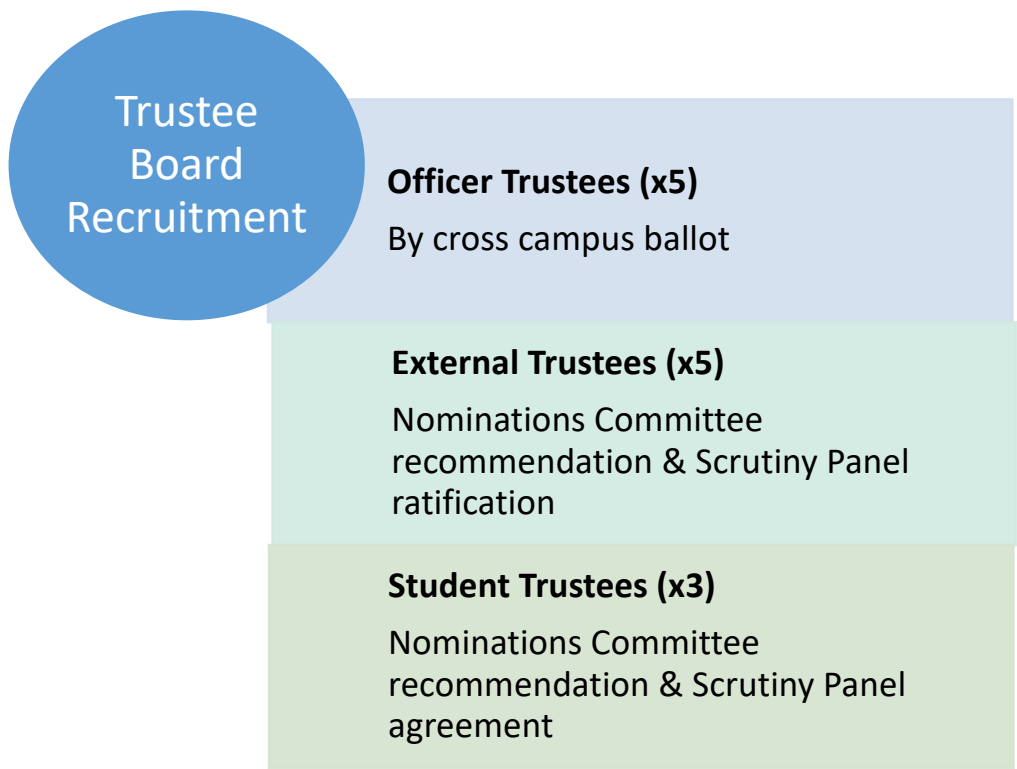 Trustee
Board
Recruitment
Officer Trustees (x5)
By cross campus ballot
External Trustees (x5)
Nominations Committee
recommendation & Scrutiny Panel
ratification
Student Trustees (x3)
Nominations Committee
recommendation & Scrutiny Panel
agreement